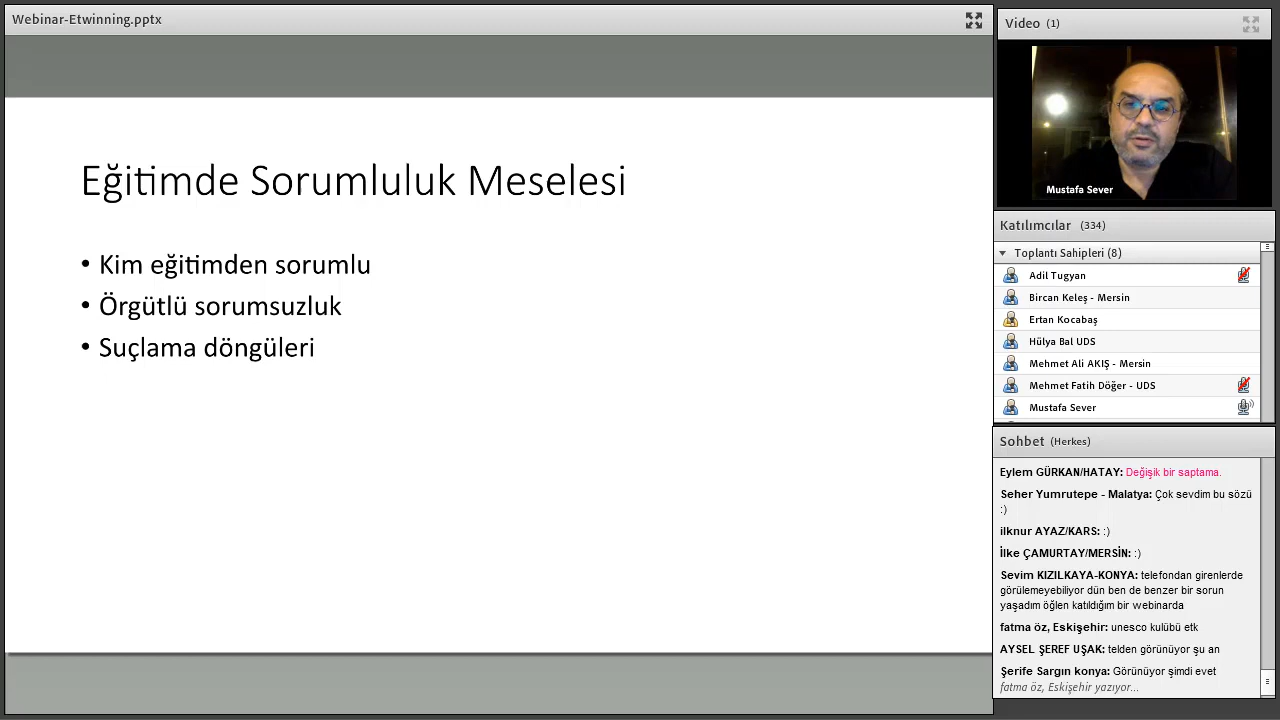 Webinar-Etwinning.pptx
Eğitimde Sorumluluk Meselesi
• Kim eğitimden sorumlu
• Örgütlü sorumsuzluk
• Suçlama döngüleri
Video (1)
Mustafa Sever
Katılımcılar (334)
Toplantı Sahipleri (8)
Adil Tugyan
Bircan Keleş - Mersin
Ertan Kocabaş
Hülya Bal UDS
Mehmet Ali AKIŞ - Mersin
Mehmet Fatih Döğer - UDS
Mustafa Sever
Sohbet (Herkes)
Eylem GÜRKAN/HATAY: Değişik bir saptama.
Seher Yumrutepe - Malatya: Çok sevdim bu sözü
:)
ilknur AYAZ/KARS: :)
İlke ÇAMURTAY/MERSİN: :)
Sevim KIZILKAYA-KONYA: telefondan girenlerde
görülemeyebiliyor dün ben de benzer bir sorun
yaşadım öğlen katıldığım bir webinarda
fatma öz, Eskişehir: unesco kulübü etk
AYSEL ŞEREF UŞAK: telden görünüyor şu an
Şerife Sargın konya: Görünüyor şimdi evet
fatma öz, Eskişehir yazıyor...